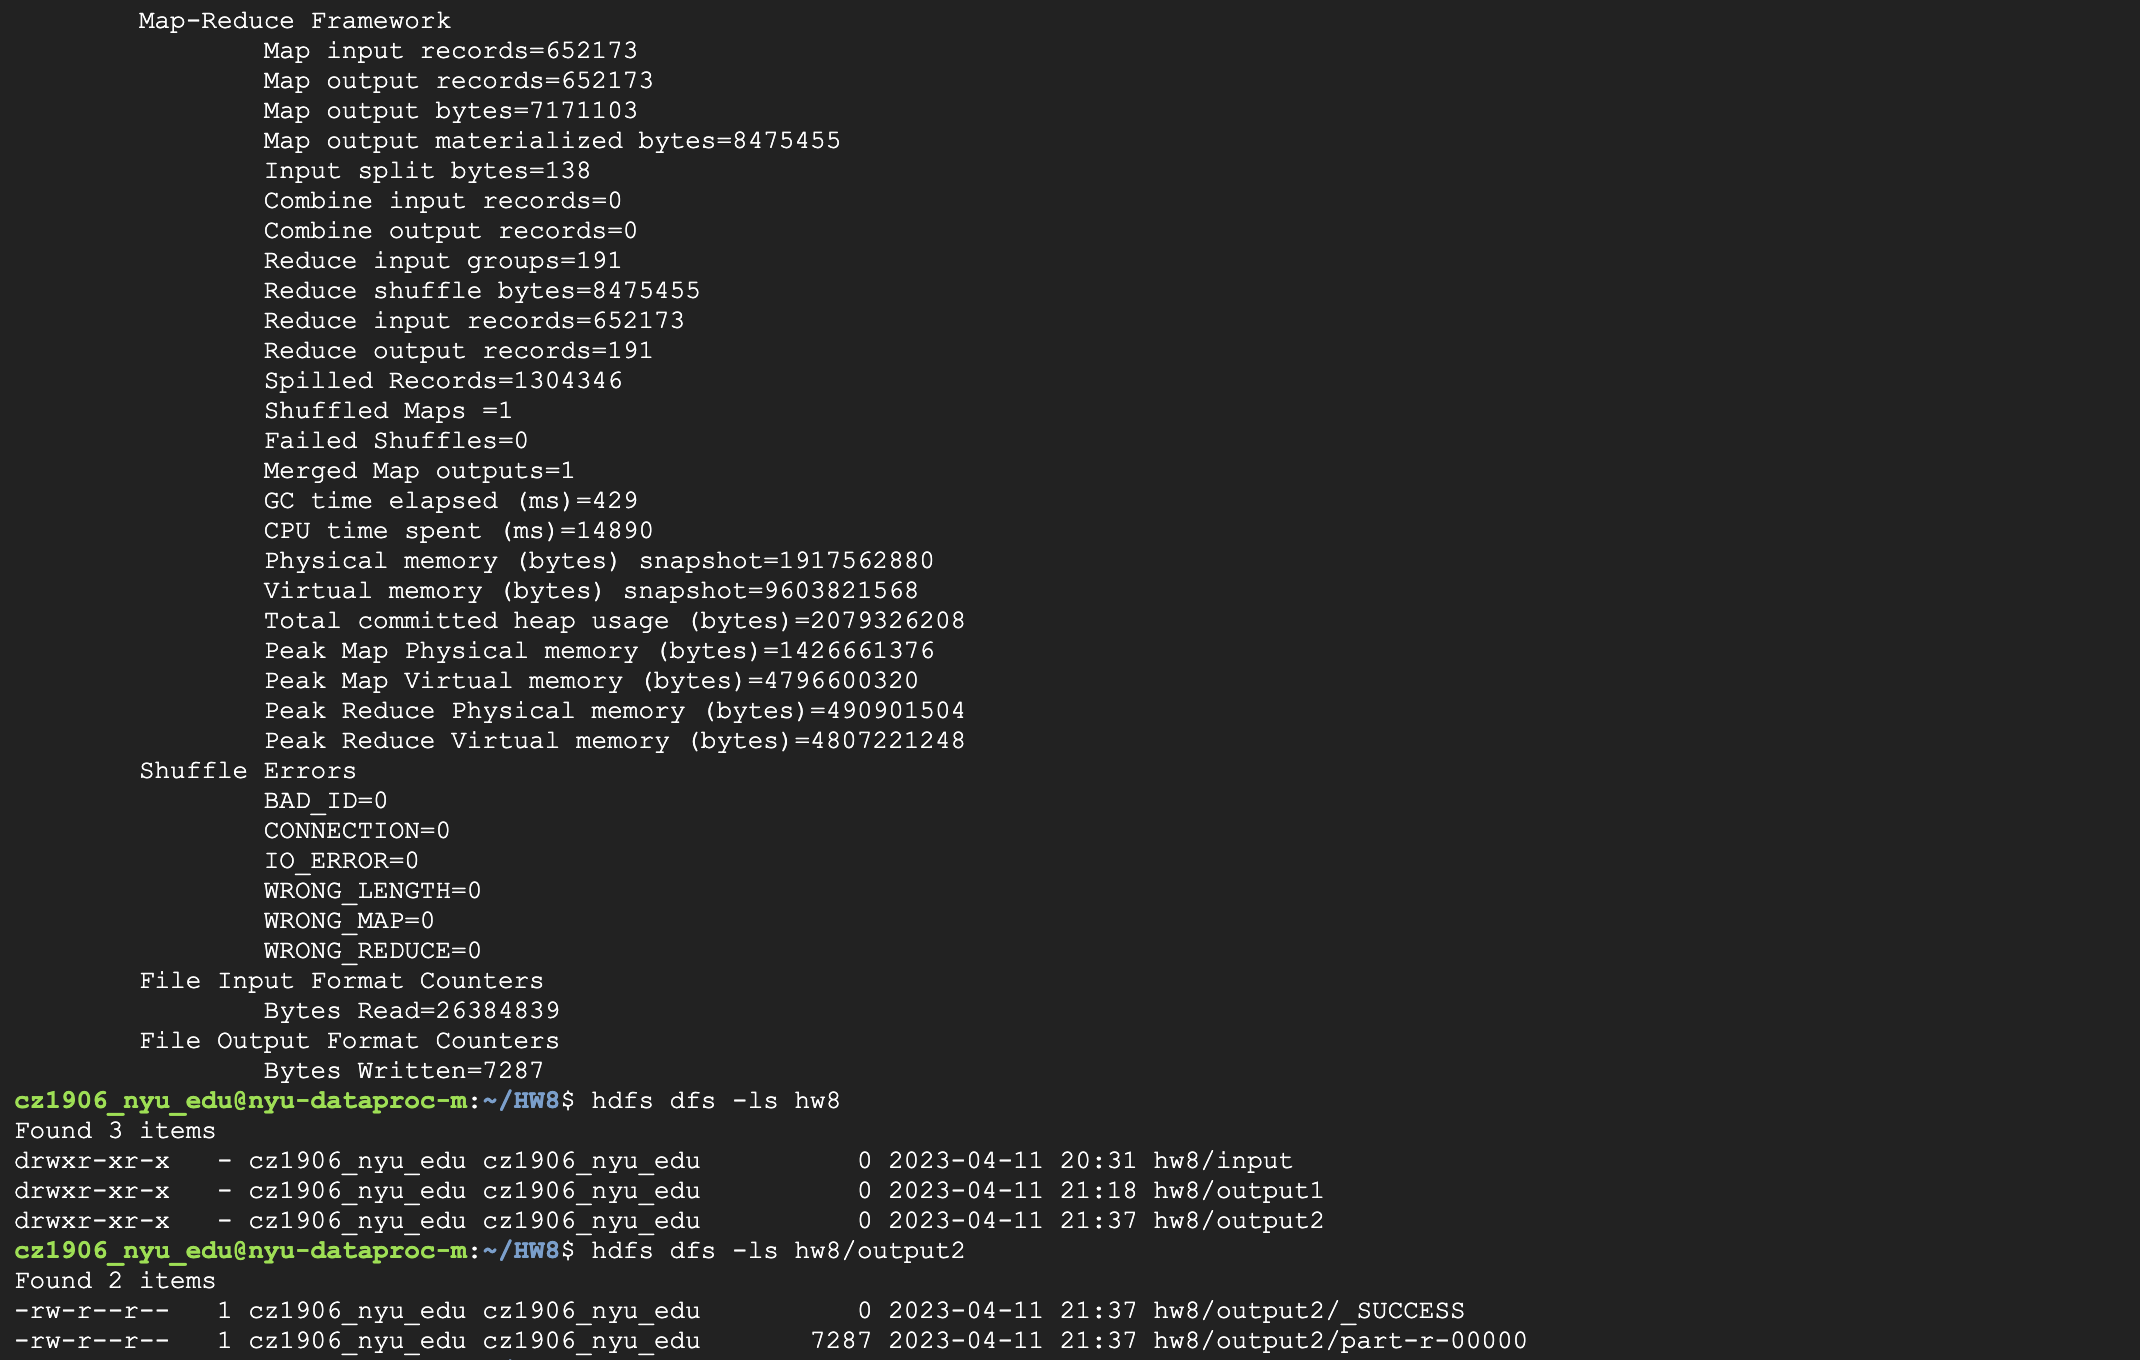 Map-Reduce Framework
Map input records=652173
Map output records=652173
Map output bytes=7171103
Map output materialized bytes=8475455
Input split bytes=138
Combine input records=0
Combine output records=0
Reduce input groups=191
Reduce shuffle bytes=8475455
Reduce input records=652173
Reduce output records=191
Spilled Records=1304346
Shuffled Maps =1
Failed Shuffles=0
Merged Map outputs=1
GC time elapsed (ms)=429
CPU time spent (ms)=14890
Physical memory (bytes) snapshot=1917562880
Virtual memory (bytes) snapshot=9603821568
Total committed heap usage (bytes)=2079326208
Peak Map Physical memory (bytes)=1426661376
Peak Map Virtual memory (bytes)=4796600320
Peak Reduce Physical memory (bytes)=490901504
Peak Reduce Virtual memory (bytes)=4807221248
Shuffle Errors
BAD_ID=0
CONNECTION=0
IO_ERROR=0
WRONG_LENGTH=0
WRONG_MAP=0
WRONG_REDUCE=0
File Input Format Counters
Bytes Read=26384839
File Output Format Counters
Bytes Written=7287
cz1906_nyu_edu@nyu-dataproc-m:~/HW8$ hdfs dfs -ls hw8
Found 3 items
drwxr-xr-x   - cz1906_nyu_edu cz1906_nyu_edu          0 2023-04-11 20:31 hw8/input
drwxr-xr-x   - cz1906_nyu_edu cz1906_nyu_edu          0 2023-04-11 21:18 hw8/output1
drwxr-xr-x   - cz1906_nyu_edu cz1906_nyu_edu          0 2023-04-11 21:37 hw8/output2
cz1906_nyu_edu@nyu-dataproc-m:~/HW8$ hdfs dfs -ls hw8/output2
Found 2 items
-rw-r--r--   1 cz1906_nyu_edu cz1906_nyu_edu          0 2023-04-11 21:37 hw8/output2/_SUCCESS
-rw-r--r--   1 cz1906_nyu_edu cz1906_nyu_edu       7287 2023-04-11 21:37 hw8/output2/part-r-00000